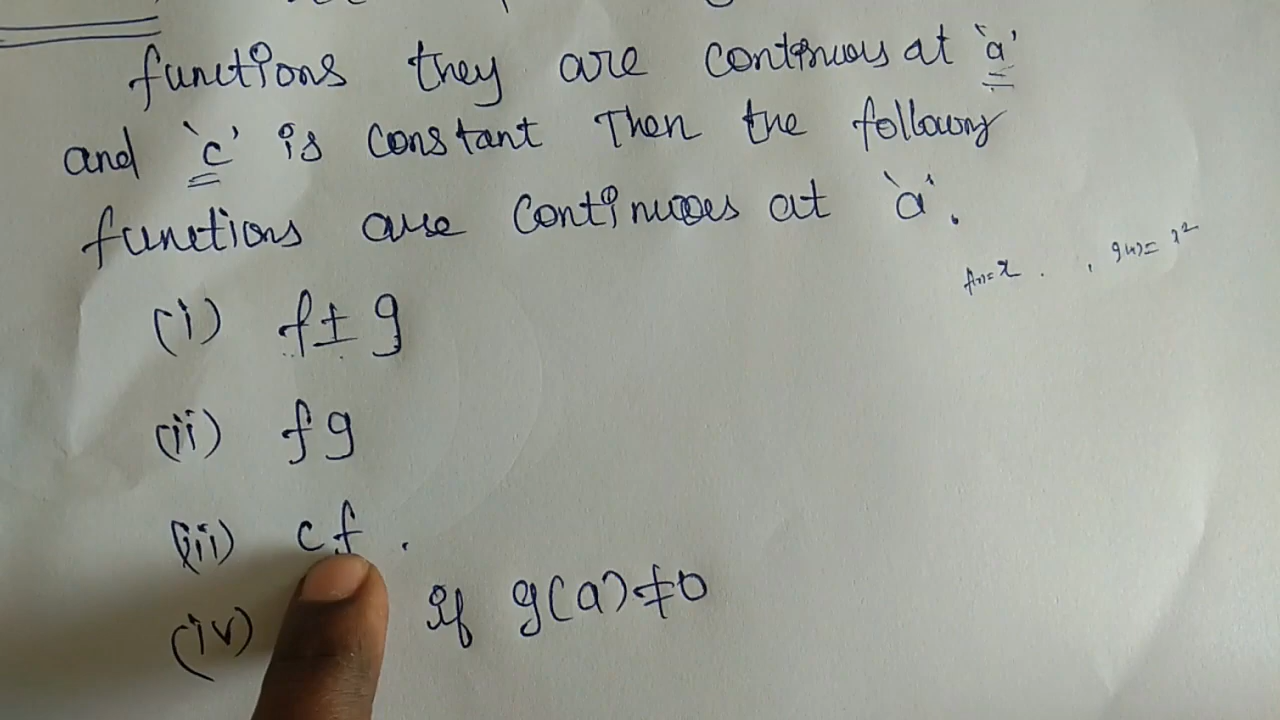 functions they are continuous at 'a'
and 'c' is constant Then the following
functions are continuous at 'a'.
f(x)=x . , g(x)= x²
(i) f±g
(ii) fg
(iii) cf .
(iv) if g(a)≠0